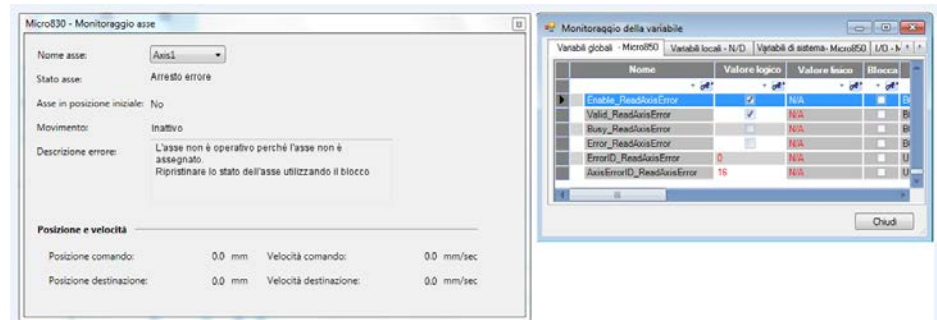 Micro830 - Monitoraggio asse
Nome asse: Axis1
Stato asse: Arresto errore
Asse in posizione iniziale: No
Movimento: Inattivo
Descrizione errore: L'asse non è operativo perché l'asse non è
assegnato.
Ripristinare lo stato dell'asse utilizzando il blocco
Posizione e velocità
Posizione comando: 0.0 mm Velocità comando: 0.0 mm/sec
Posizione destinazione: 0.0 mm Velocità destinazione: 0.0 mm/sec
Monitoraggio della variabile
Variabili globali - Micro850 Variabili locali - N/D Variabili di sistema - Micro850 I/O - M
Nome Valore logico Valore fisico Blocca
Enable_ReadAxisError N/A
Valid_ReadAxisError N/A
Busy_ReadAxisError N/A
Error_ReadAxisError N/A
ErrorID_ReadAxisError 0 N/A U
AxisErrorID_ReadAxisError 16 N/A U
Chiudi